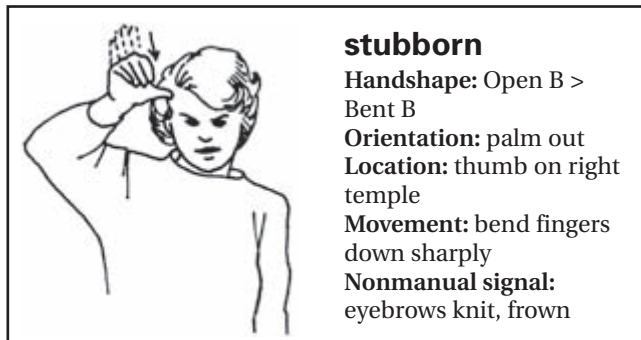 stubborn
Handshape: Open B >
Bent B
Orientation: palm out
Location: thumb on right
temple
Movement: bend fingers
down sharply
Nonmanual signal:
eyebrows knit, frown